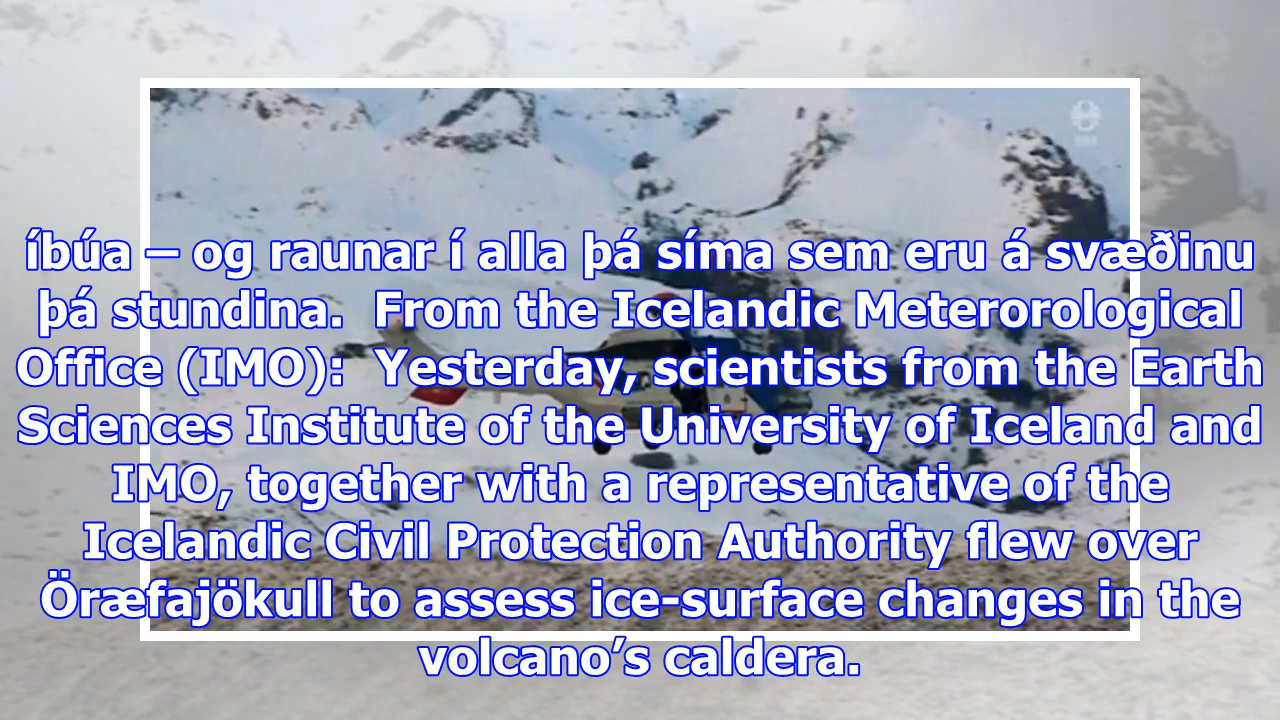 íbúa – og raunar í alla þá síma sem eru á svæðinu
þá stundina.  From the Icelandic Meterorological
Office (IMO):  Yesterday, scientists from the Earth
Sciences Institute of the University of Iceland and
IMO, together with a representative of the
Icelandic Civil Protection Authority flew over
Öræfajökull to assess ice-surface changes in the
volcano’s caldera.